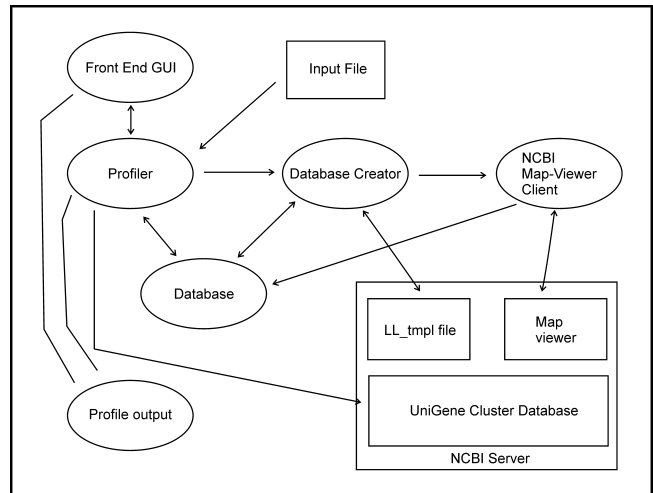 Front End GUI
Input File
Profiler
Database Creator
NCBI
Map-Viewer
Client
Database
LL_tmpl file
Map
viewer
UniGene Cluster Database
Profile output
NCBI Server